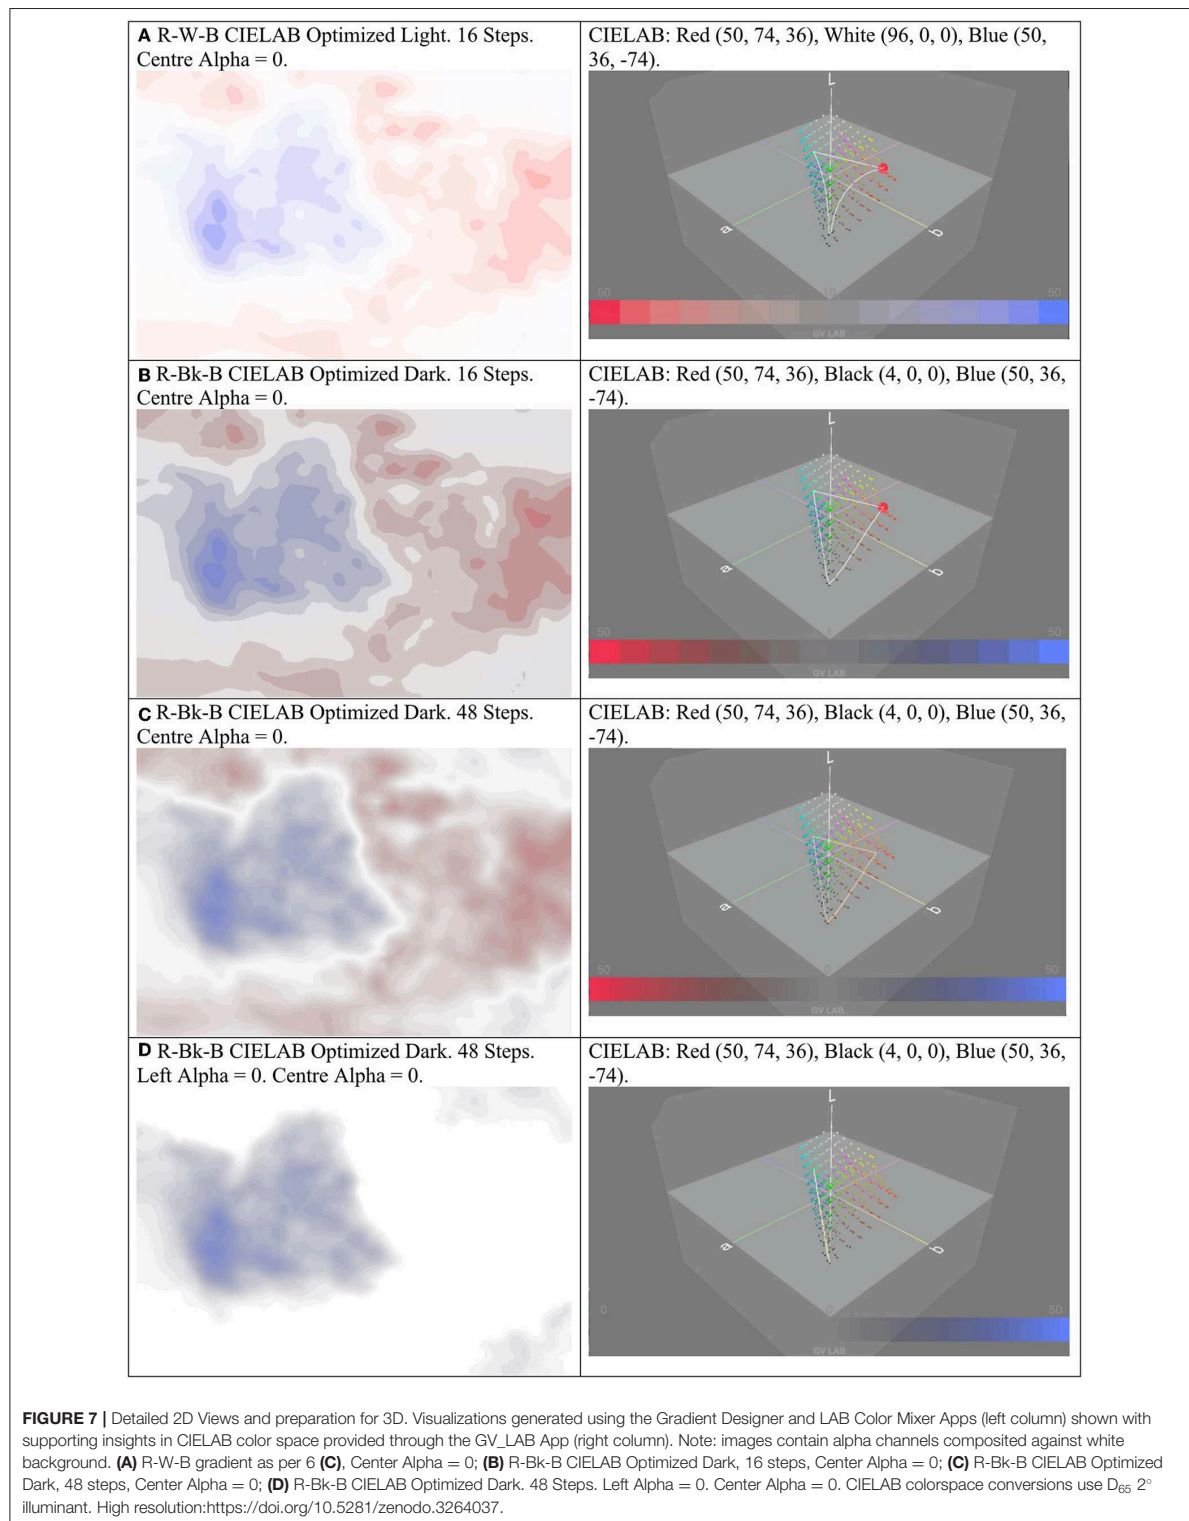 A R-W-B CIELAB Optimized Light. 16 Steps.
Centre Alpha = 0.
CIELAB: Red (50, 74, 36), White (96, 0, 0), Blue (50,
36, -74).
L
a
b
50
50
GV LAB
B R-Bk-B CIELAB Optimized Dark. 16 Steps.
Centre Alpha = 0.
CIELAB: Red (50, 74, 36), Black (4, 0, 0), Blue (50, 36,
-74).
L
a
b
50
50
GV LAB
C R-Bk-B CIELAB Optimized Dark. 48 Steps.
Centre Alpha = 0.
CIELAB: Red (50, 74, 36), Black (4, 0, 0), Blue (50, 36,
-74).
L
a
b
50
0
50
GV LAB
D R-Bk-B CIELAB Optimized Dark. 48 Steps.
Left Alpha = 0. Centre Alpha = 0.
CIELAB: Red (50, 74, 36), Black (4, 0, 0), Blue (50, 36,
-74).
L
a
b
0
0
50
GV LAB
FIGURE 7 | Detailed 2D Views and preparation for 3D. Visualizations generated using the Gradient Designer and LAB Color Mixer Apps (left column) shown with
supporting insights in CIELAB color space provided through the GV_LAB App (right column). Note: images contain alpha channels composited against white
background. (A) R-W-B gradient as per 6 (C), Center Alpha = 0; (B) R-Bk-B CIELAB Optimized Dark, 16 steps, Center Alpha = 0; (C) R-Bk-B CIELAB Optimized
Dark, 48 steps, Center Alpha = 0; (D) R-Bk-B CIELAB Optimized Dark. 48 Steps. Left Alpha = 0. Center Alpha = 0. CIELAB colorspace conversions use D65 2°
illuminant. High resolution:https://doi.org/10.5281/zenodo.3264037.